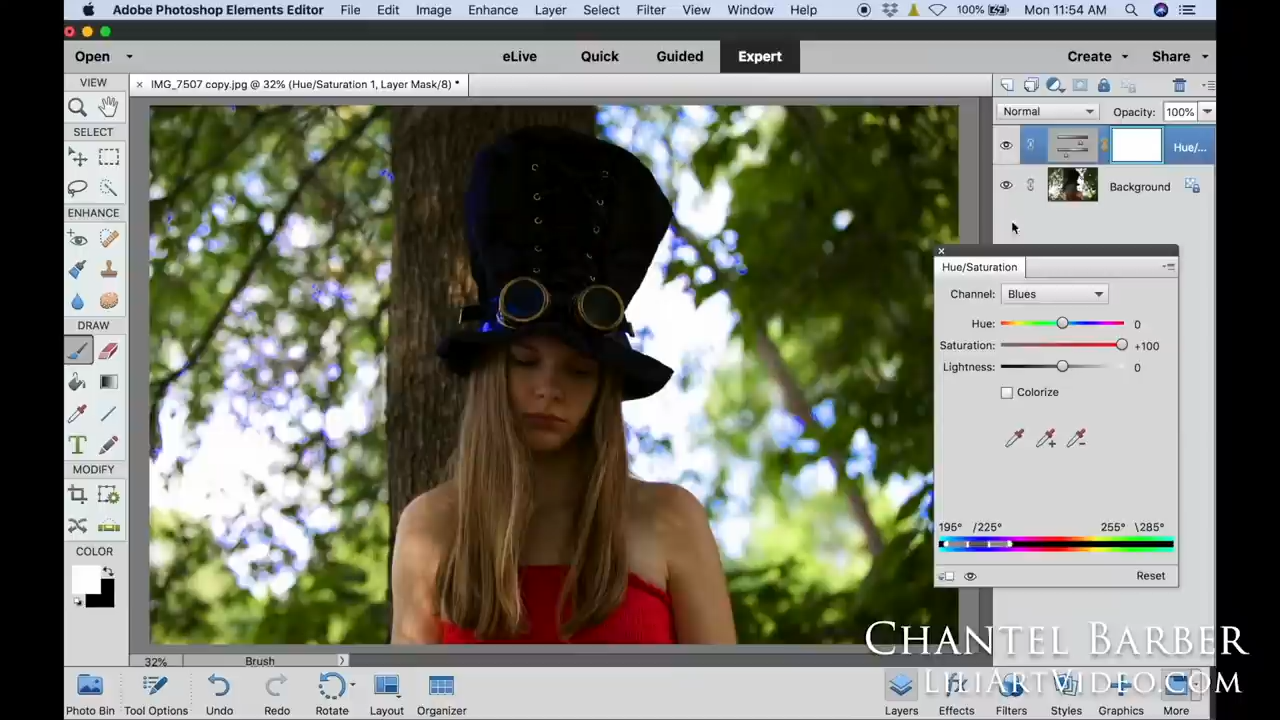 Adobe Photoshop Elements Editor File Edit Image Enhance Layer Select Filter View Window Help 100% Mon 11:54 AM
Open eLive Quick Guided Expert Create Share
VIEW
× IMG_7507 copy.jpg @ 32% (Hue/Saturation 1, Layer Mask/8) *
Normal Opacity: 100%
SELECT
Hue/...
Background
ENHANCE
Hue/Saturation
Channel: Blues
Hue: 0
DRAW
Saturation: +100
Lightness: 0
Colorize
T
MODIFY
195° /225° 255° \285°
COLOR
Reset
32% Brush
CHANTEL BARBER
LILIARTVIDEO.COM
Photo Bin Tool Options Undo Redo Rotate Layout Organizer Layers Effects Filters Styles Graphics More